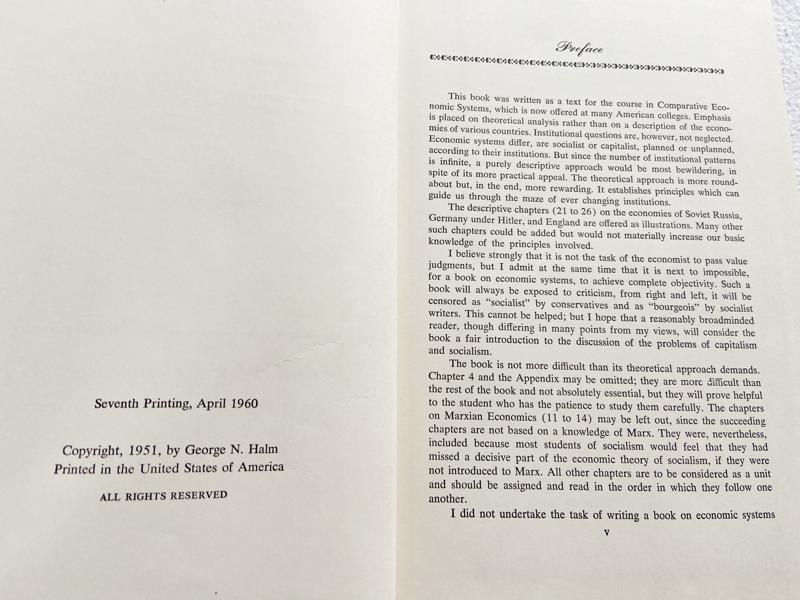 Seventh Printing, April 1960
Copyright, 1951, by George N. Halm
Printed in the United States of America
ALL RIGHTS RESERVED
Preface
This book was written as a text for the course in Comparative Eco-
nomic Systems, which is now offered at many American colleges. Emphasis
is placed on theoretical analysis rather than on a description of the econo-
mies of various countries. Institutional questions are, however, not neglected.
Economic systems differ, are socialist or capitalist, planned or unplanned,
according to their institutions. But since the number of institutional patterns
is infinite, a purely descriptive approach would be most bewildering, in
spite of its more practical appeal. The theoretical approach is more round-
about but, in the end, more rewarding. It establishes principles which can
guide us through the maze of ever changing institutions.
The descriptive chapters (21 to 26) on the economies of Soviet Russia,
Germany under Hitler, and England are offered as illustrations. Many other
such chapters could be added but would not materially increase our basic
knowledge of the principles involved.
I believe strongly that it is not the task of the economist to pass value
judgments, but I admit at the same time that it is next to impossible,
for a book on economic systems, to achieve complete objectivity. Such a
book will always be exposed to criticism, from right and left, it will be
censored as “socialist” by conservatives and as “bourgeois” by socialist
writers. This cannot be helped; but I hope that a reasonably broadminded
reader, though differing in many points from my views, will consider the
book a fair introduction to the discussion of the problems of capitalism
and socialism.
The book is not more difficult than its theoretical approach demands.
Chapter 4 and the Appendix may be omitted; they are more difficult than
the rest of the book and not absolutely essential, but they will prove helpful
to the student who has the patience to study them carefully. The chapters
on Marxian Economics (11 to 14) may be left out, since the succeeding
chapters are not based on a knowledge of Marx. They were, nevertheless,
included because most students of socialism would feel that they had
missed a decisive part of the economic theory of socialism, if they were
not introduced to Marx. All other chapters are to be considered as a unit
and should be assigned and read in the order in which they follow one
another.
I did not undertake the task of writing a book on economic systems
v